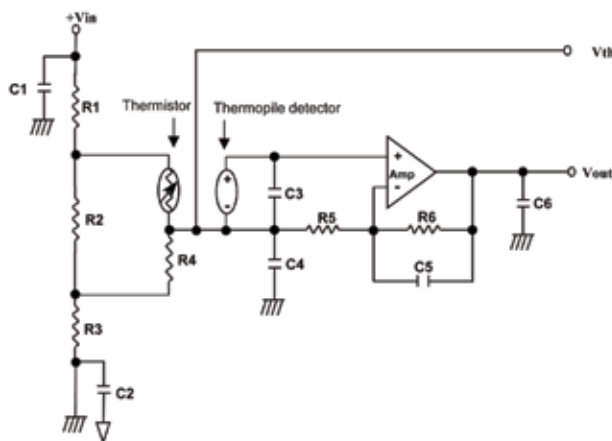 +Vin
Vth
C1
R1
Thermistor
Thermopile detector
+
-
C3
+
Amp
-
Vout
C6
R2
R4
C4
R5
R6
C5
R3
C2